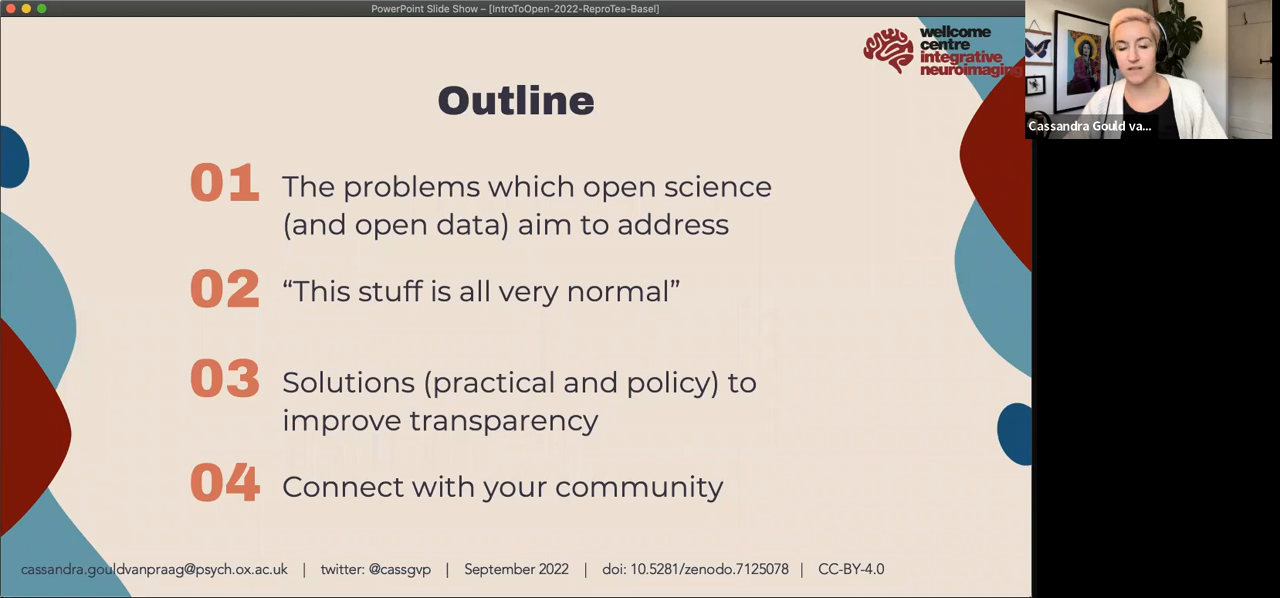 PowerPoint Slide Show – [IntroToOpen-2022-ReproTea-Basel]
wellcome
centre
integrative
neuroimaging
Outline
01 The problems which open science
(and open data) aim to address
02 “This stuff is all very normal”
03 Solutions (practical and policy) to
improve transparency
04 Connect with your community
cassandra.gouldvanpraag@psych.ox.ac.uk | twitter: @cassgvp | September 2022 | doi: 10.5281/zenodo.7125078 | CC-BY-4.0
Cassandra Gould va...